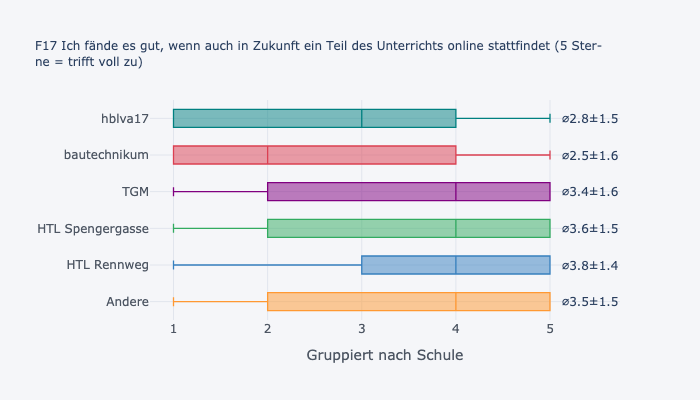 F17 Ich fände es gut, wenn auch in Zukunft ein Teil des Unterrichts online stattfindet (5 Ster-
ne = trifft voll zu)
hblva17 ⌀2.8±1.5
bautechnikum ⌀2.5±1.6
TGM ⌀3.4±1.6
HTL Spengergasse ⌀3.6±1.5
HTL Rennweg ⌀3.8±1.4
Andere ⌀3.5±1.5
1 2 3 4 5
Gruppiert nach Schule